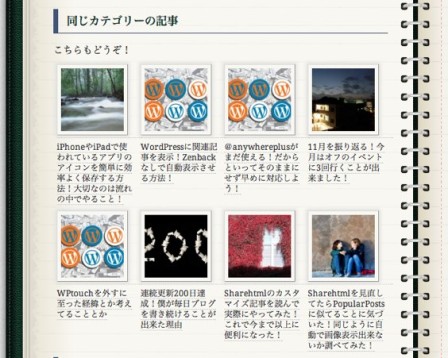 同じカテゴリーの記事
こちらもどうぞ！
iPhoneやiPadで使
われているアプリの
アイコンを簡単に効
率よく保存する方
法！大切なのは流れ
の中でやること！
WordPressに関連記
事を表示！Zenback
なしで自動表示させ
る方法！
@anywhereplusが
まだ使える！だから
といってそのままに
せず早めに対応しよ
う！
11月を振り返る！今
月はオフのイベント
に3回行くことが出
来ました！
WPtouchを外すに
至った経緯とか考え
てることとか
200
連続更新200日達
成！僕が毎日ブログ
を書き続けることが
出来た理由
Sharehtmlのカスタ
マイズ記事を読んで
実際にやってみた！
これで今まで以上に
便利になった！
Sharehtmlを見直し
てたらPopularPosts
に似てることに気づ
いた！同じように自
動で画像表示出来な
いか調べてみた！